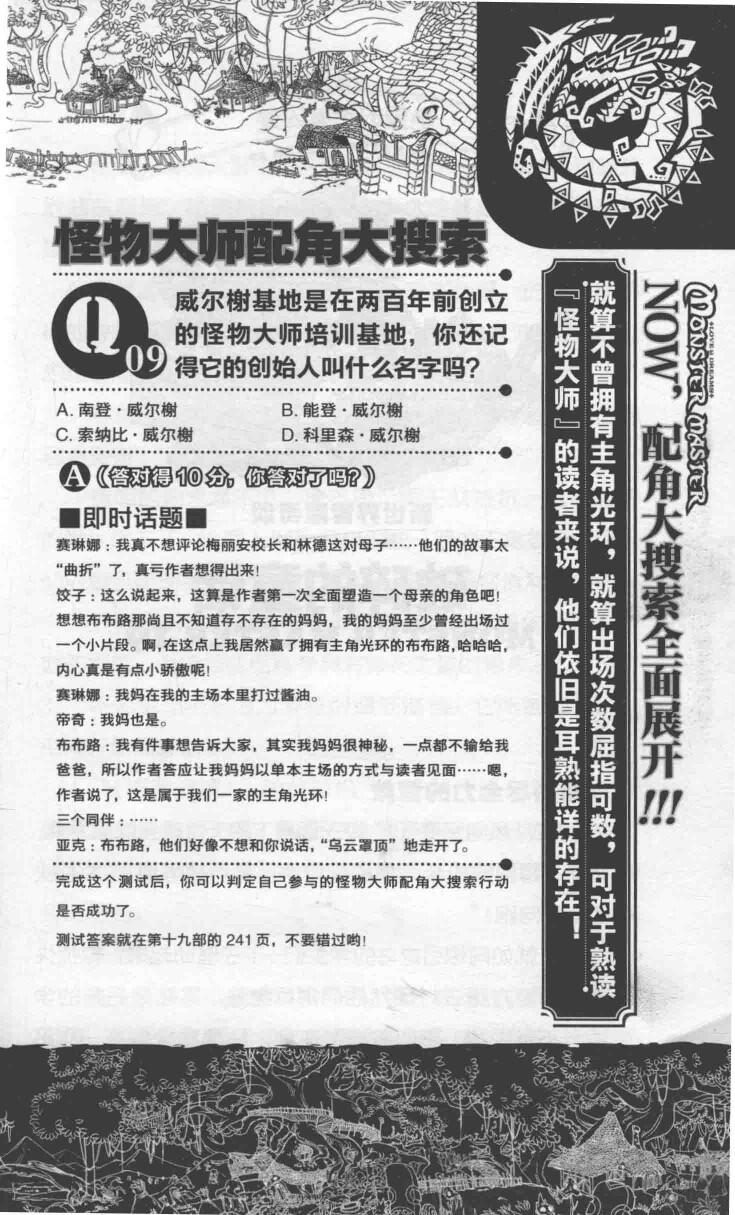 怪物大师配角大搜索
Q09
威尔榭基地是在两百年前创立
的怪物大师培训基地，你还记
得它的创始人叫什么名字吗？
A. 南登·威尔榭 B. 能登·威尔榭
C. 索纳比·威尔榭 D. 科里森·威尔榭
A（（答对得10分，你答对了吗？））
■即时话题■
赛琳娜：我真不想评论梅丽安校长和林德这对母子……他们的故事太
“曲折”了，真亏作者想得出来！
饺子：这么说起来，这算是作者第一次全面塑造一个母亲的角色吧！
想想布布路那尚且不知道存不存在的妈妈，我的妈妈至少曾经出场过
一个小片段。啊，在这点上我居然赢了拥有主角光环的布布路，哈哈哈，
内心真是有点小骄傲呢！
赛琳娜：我妈在我的主场本里打过酱油。
帝奇：我妈也是。
布布路：我有件事想告诉大家，其实我妈妈很神秘，一点都不输给我
爸爸，所以作者答应让我妈妈以单本主场的方式与读者见面……嗯，
作者说了，这是属于我们一家的主角光环！
三个同伴：……
亚克：布布路，他们好像不想和你说话，“乌云罩顶”地走开了。
完成这个测试后，你可以判定自己参与的怪物大师配角大搜索行动
是否成功了。
测试答案就在第十九部的241页，不要错过哟！
MONSTER MASTER
LOVE & DREAMS
NOW，配角大搜索全面展开!!!
就算不曾拥有主角光环，就算出场次数屈指可数，可对于熟读
『怪物大师』的读者来说，他们依旧是耳熟能详的存在！